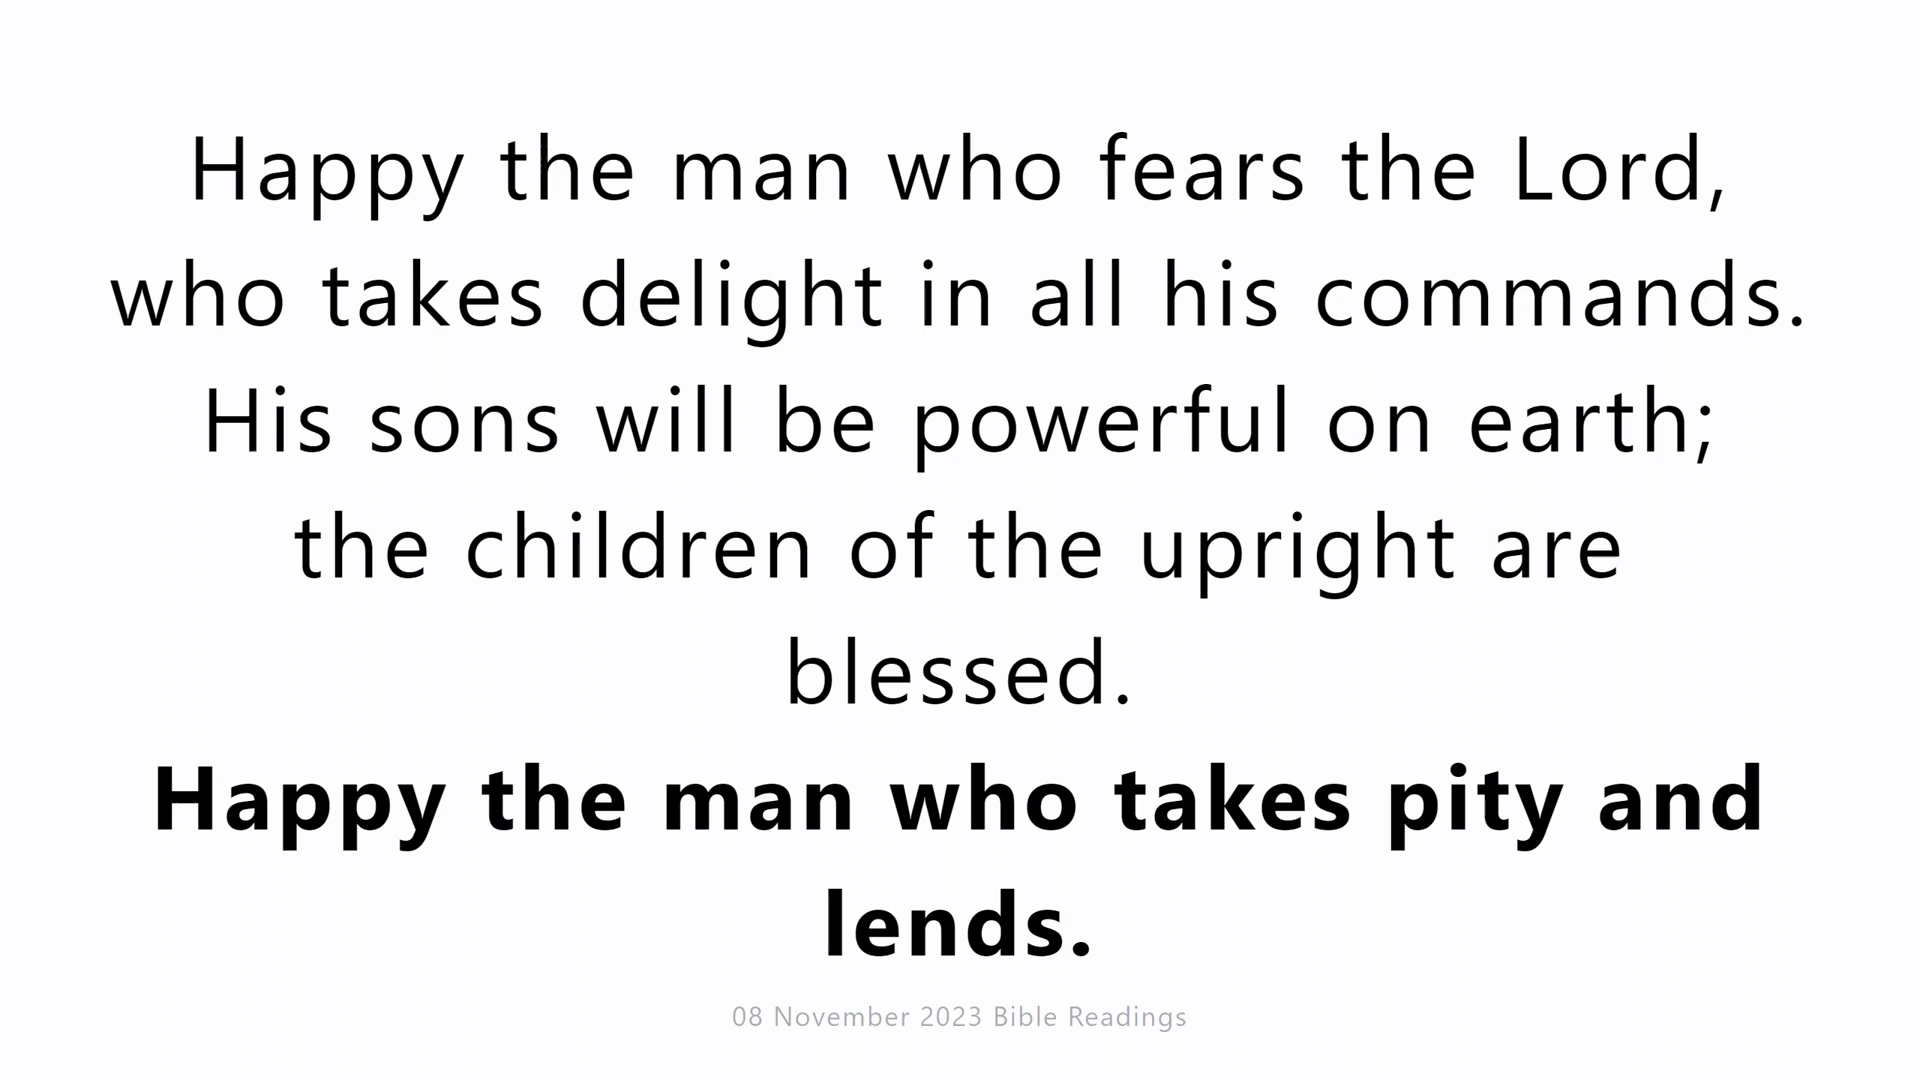 Happy the man who fears the Lord,
who takes delight in all his commands.
His sons will be powerful on earth;
the children of the upright are
blessed.
Happy the man who takes pity and
lends.
08 November 2023 Bible Readings